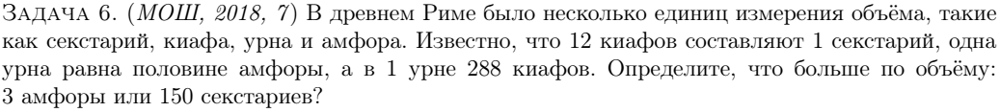 Задача 6. (МОШ, 2018, 7) В древнем Риме было несколько единиц измерения объёма, такие
как секстарий, киафа, урна и амфора. Известно, что 12 киафов составляют 1 секстарий, одна
урна равна половине амфоры, а в 1 урне 288 киафов. Определите, что больше по объёму:
3 амфоры или 150 секстариев?